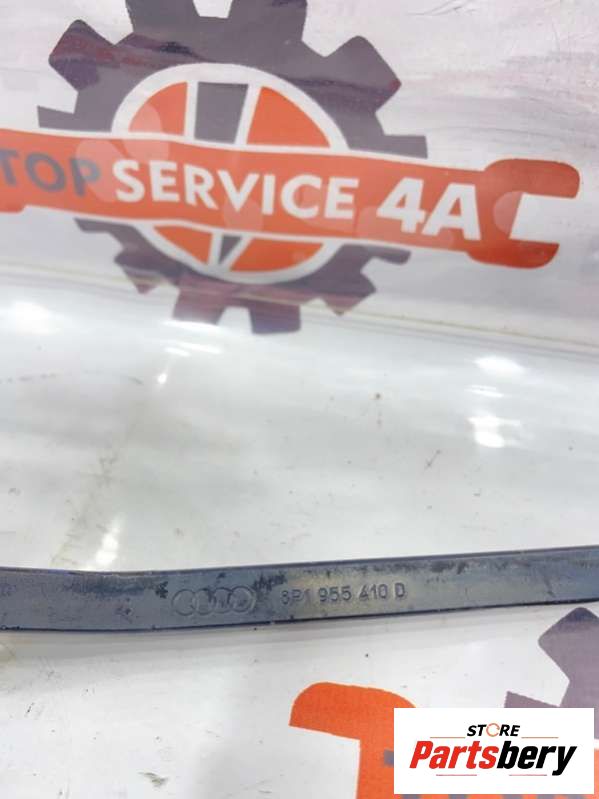 TOP SERVICE 4A
8P1 955 410 D
STORE
Partsbery